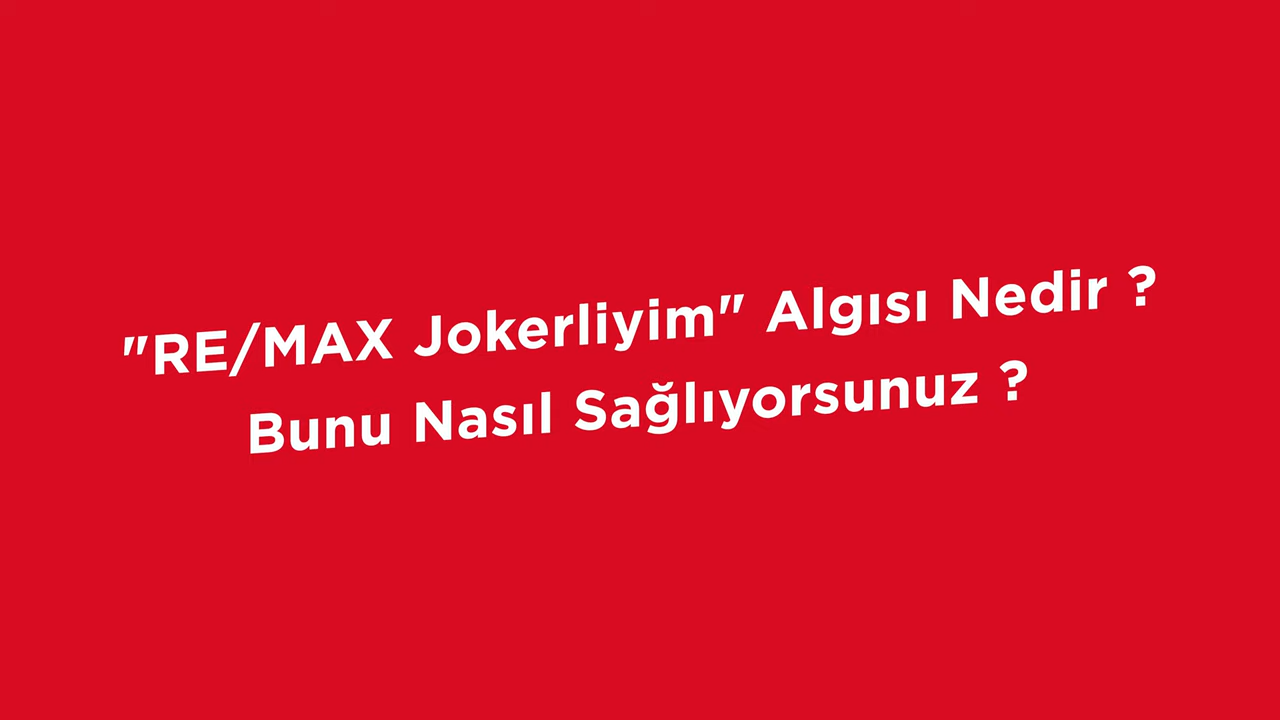 "RE/MAX Jokerliyim" Algısı Nedir ?
Bunu Nasıl Sağlıyorsunuz ?